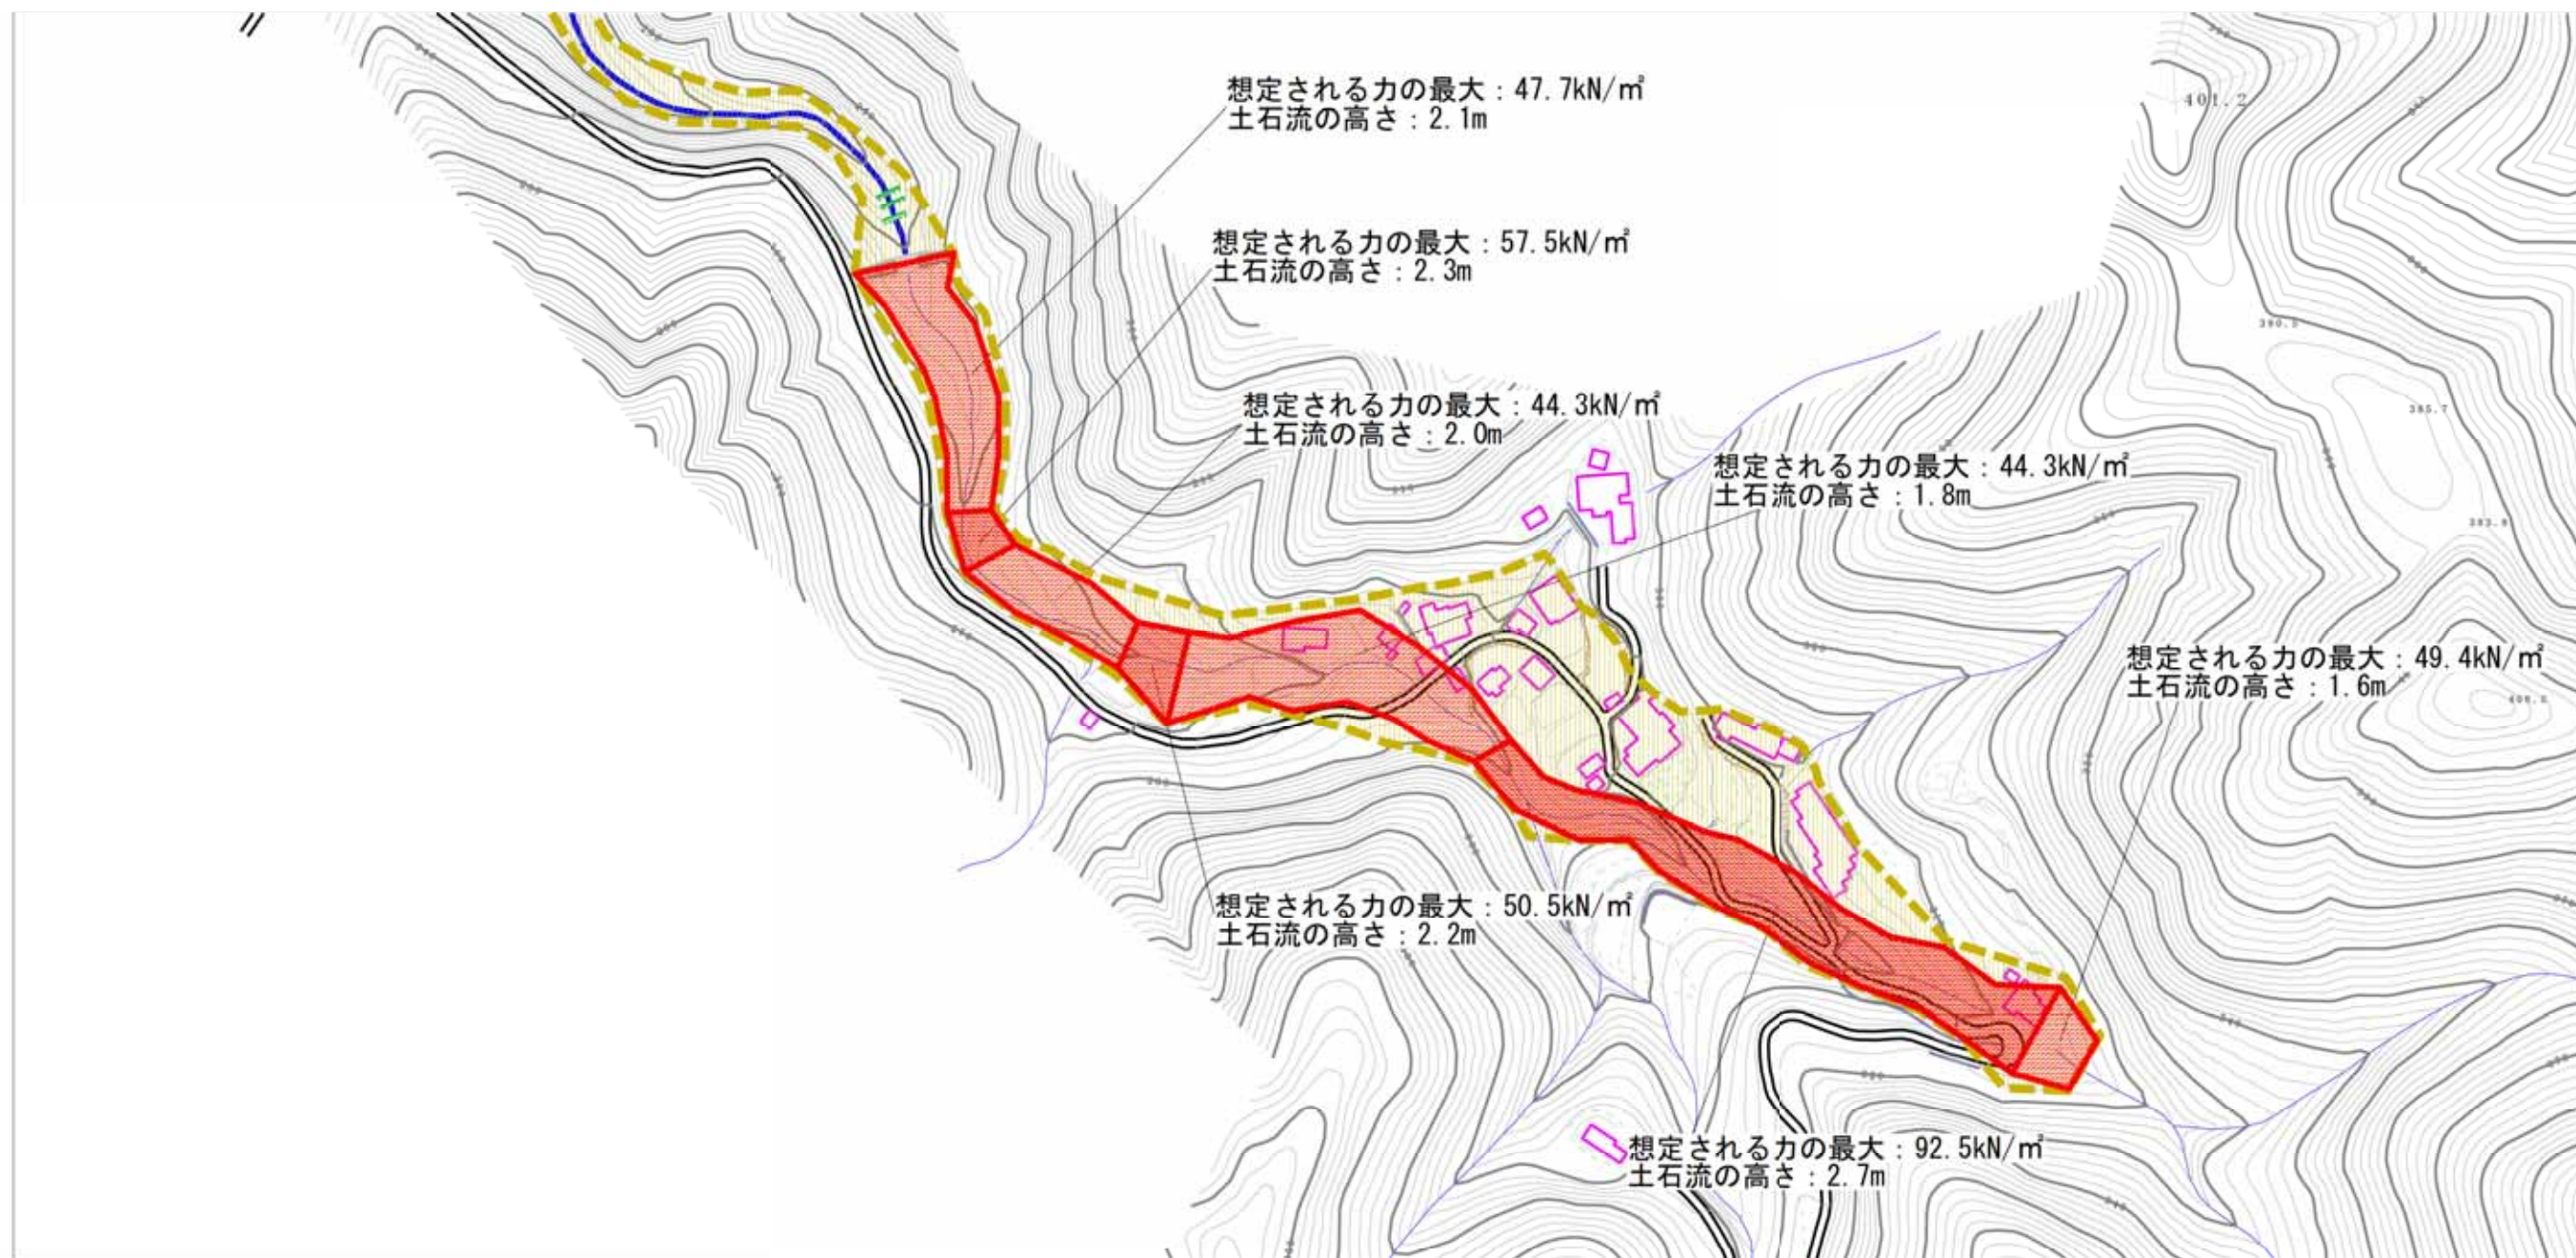 想定される力の最大：47.7kN/㎡
土石流の高さ：2.1m
401.2
想定される力の最大：57.5kN/㎡
土石流の高さ：2.3m
390.5
想定される力の最大：44.3kN/㎡
土石流の高さ：2.0m
385.7
想定される力の最大：44.3kN/㎡
土石流の高さ：1.8m
想定される力の最大：49.4kN/㎡
土石流の高さ：1.6m
想定される力の最大：50.5kN/㎡
土石流の高さ：2.2m
想定される力の最大：92.5kN/㎡
土石流の高さ：2.7m